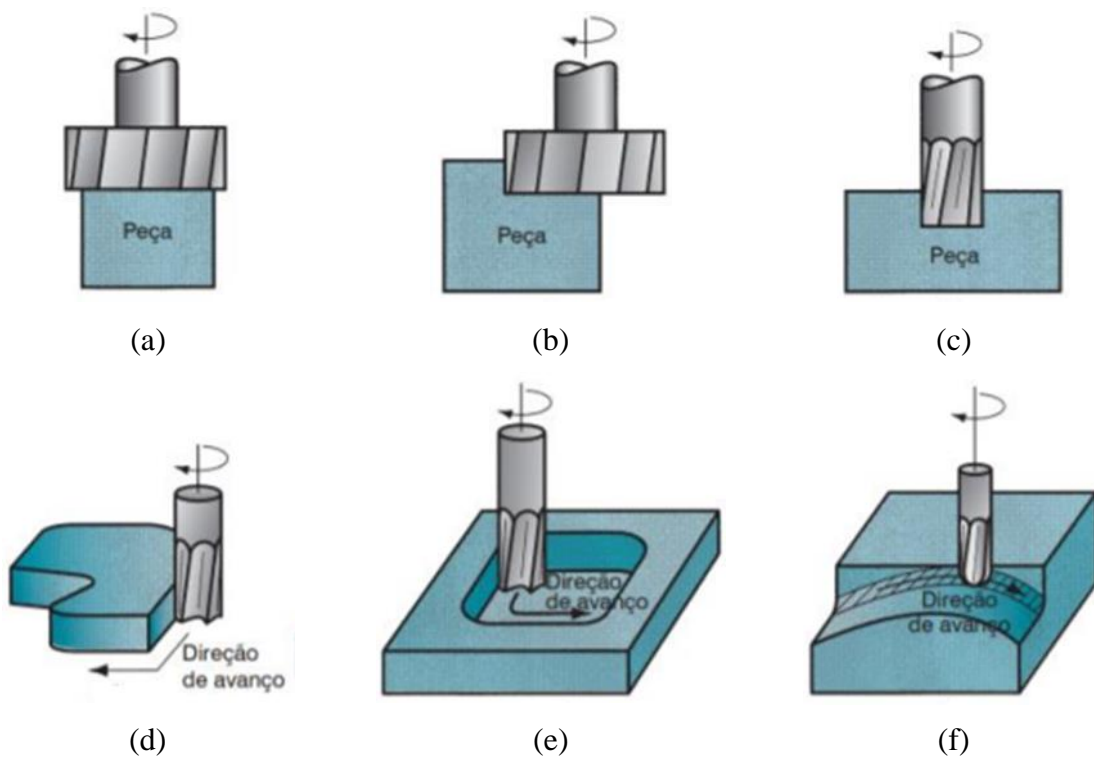 Peça
Peça
Peça
(a)
(b)
(c)
Direção
de avanço
Direção
de avanço
Direção
de avanço
(d)
(e)
(f)